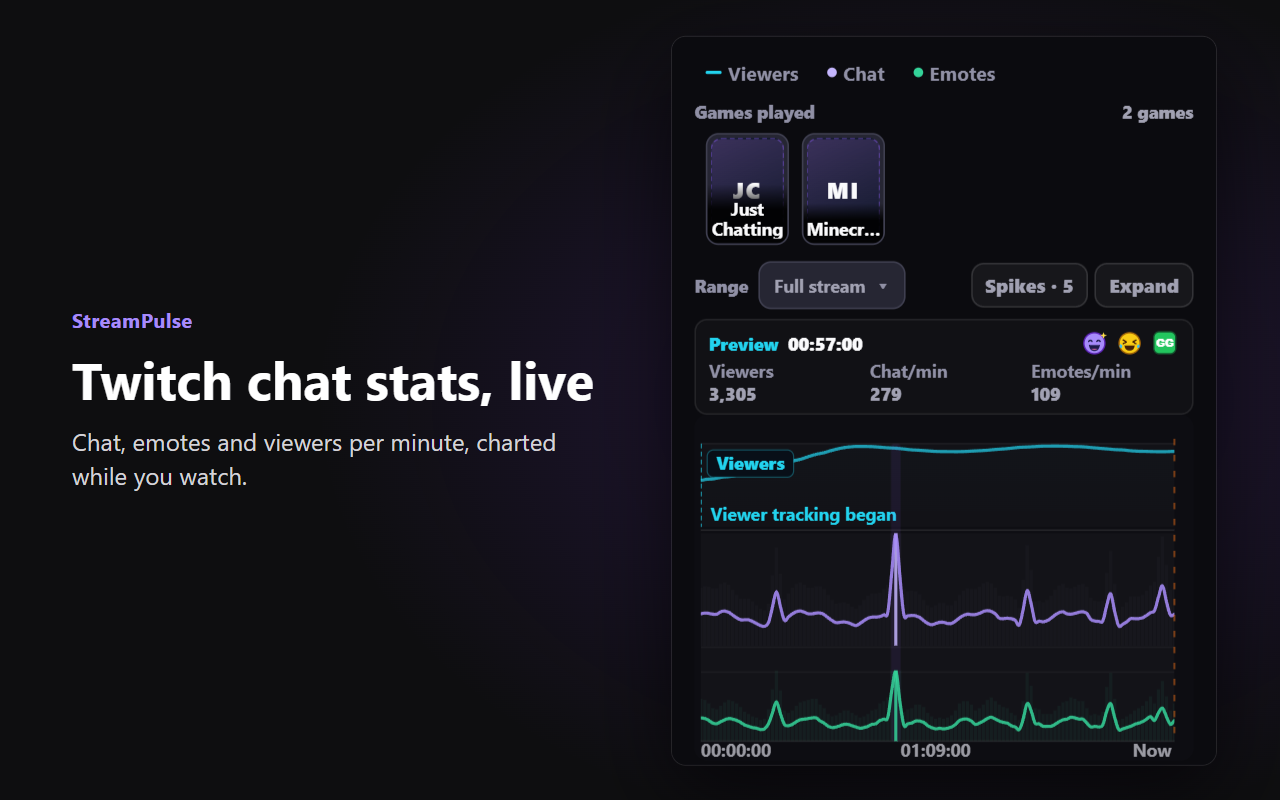 StreamPulse
Twitch chat stats, live
Chat, emotes and viewers per minute, charted
while you watch.
Viewers Chat Emotes
Games played 2 games
JC
Just
Chatting
MI
Minecr...
Range Full stream Spikes · 5 Expand
Preview 00:57:00 GG
Viewers Chat/min Emotes/min
3,305 279 109
Viewers
Viewer tracking began
00:00:00 01:09:00 Now